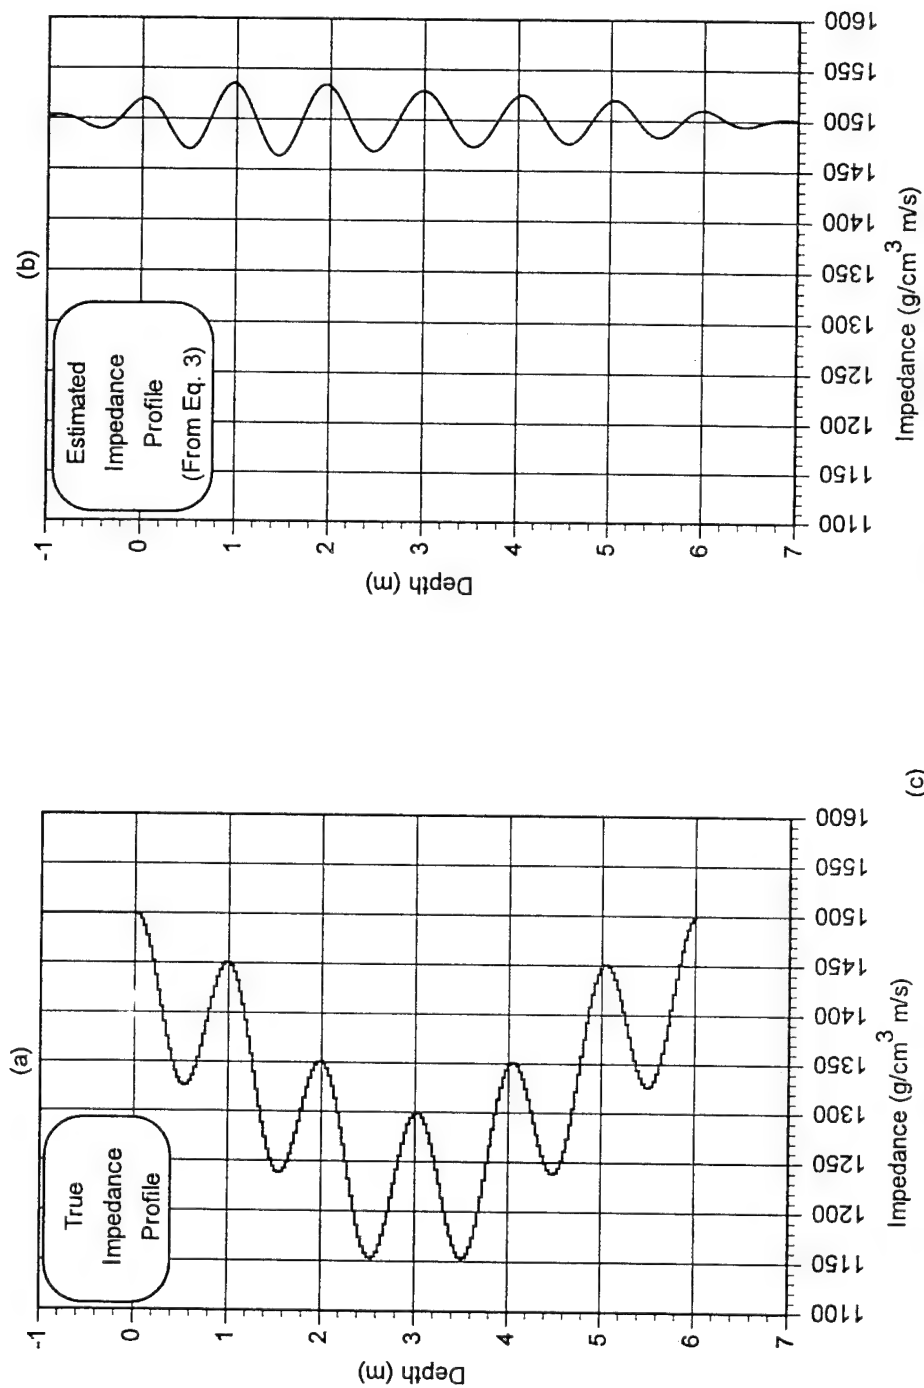 (a)
True
Impedance
Profile
-1
0
1
2
3
4
5
6
7
Depth (m)
1100
1150
1200
1250
1300
1350
1400
1450
1500
1550
1600
Impedance (g/cm³ m/s)
(b)
Estimated
Impedance
Profile
(From Eq. 3)
-1
0
1
2
3
4
5
6
7
Depth (m)
1100
1150
1200
1250
1300
1350
1400
1450
1500
1550
1600
Impedance (g/cm³ m/s)
(c)